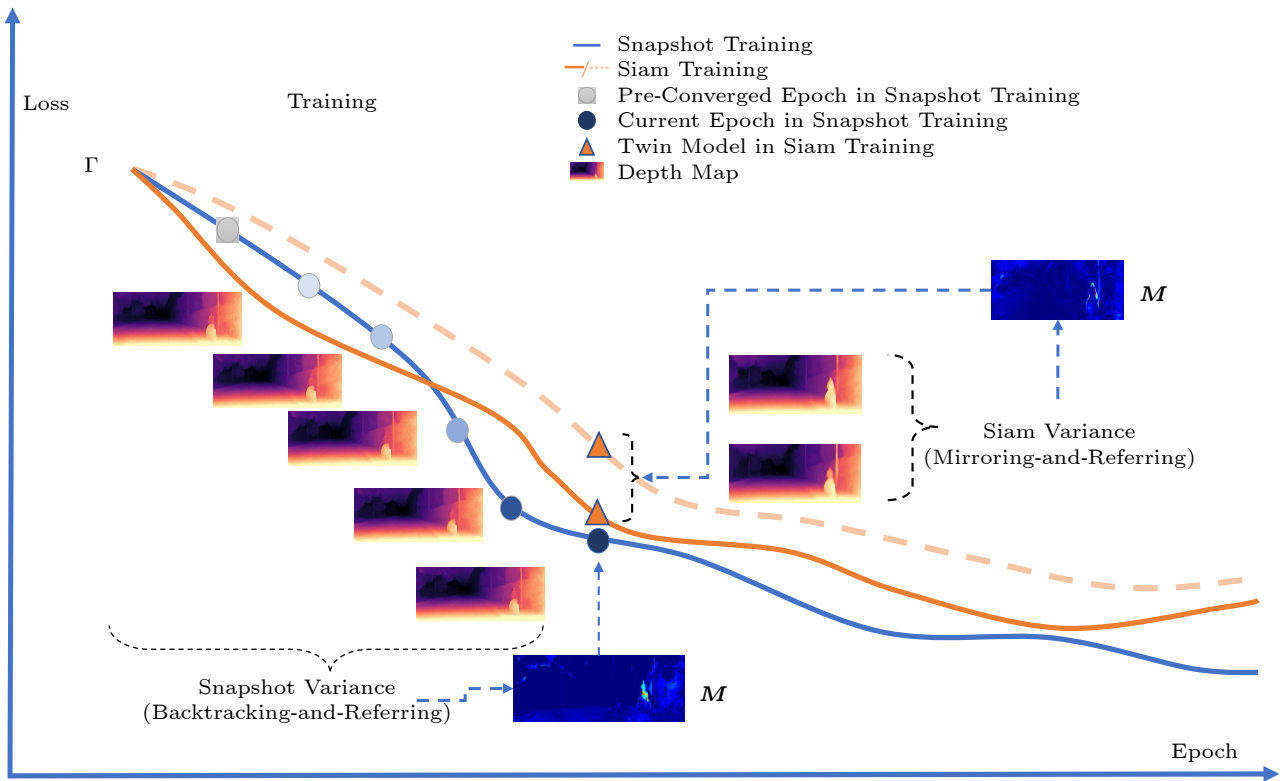 Snapshot Training
Siam Training
Loss
Training
Pre-Converged Epoch in Snapshot Training
Current Epoch in Snapshot Training
Twin Model in Siam Training
Γ
Depth Map
M
Siam Variance
(Mirroring-and-Referring)
Snapshot Variance
(Backtracking-and-Referring)
M
Epoch